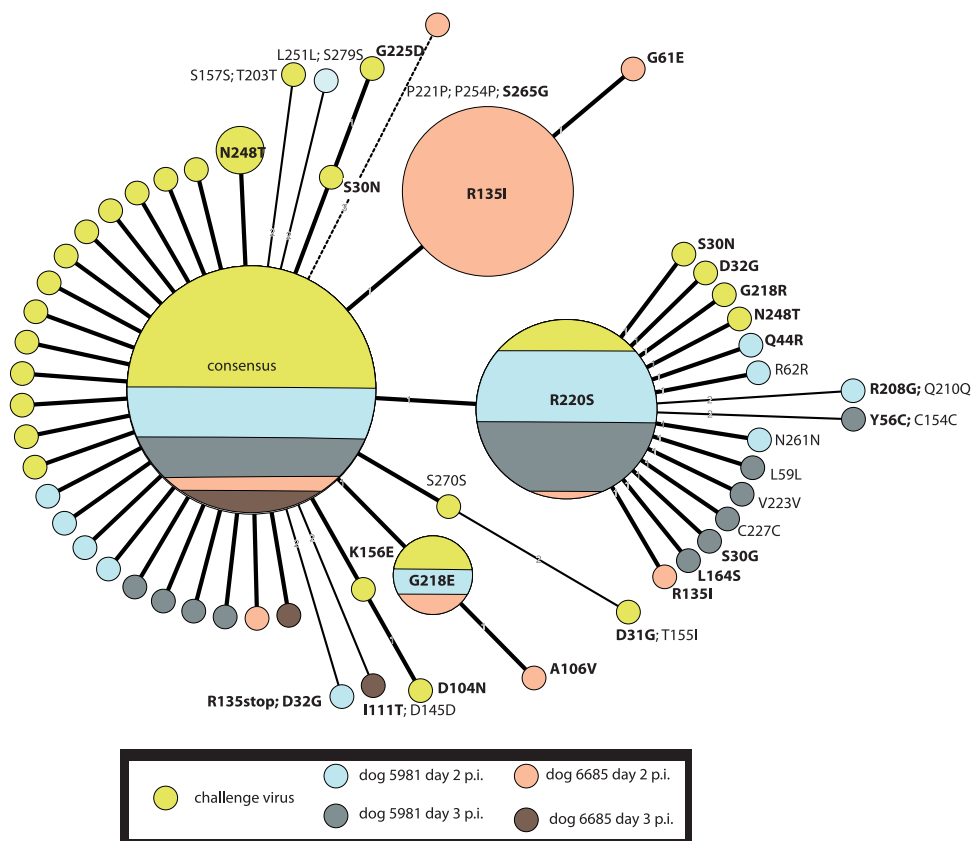 G225D
L251L; S279S
S157S; T203T
G61E
P221P; P254P; S265G
N248T
S30N
R135I
S30N
D32G
G218R
N248T
Q44R
R62R
consensus
R220S
R208G; Q210Q
Y56C; C154C
N261N
L59L
S270S
V223V
C227C
S30G
L164S
R135I
K156E
G218E
D31G; T155I
A106V
D104N
R135stop; D32G
I111T; D145D
challenge virus
dog 5981 day 2 p.i.
dog 6685 day 2 p.i.
dog 5981 day 3 p.i.
dog 6685 day 3 p.i.